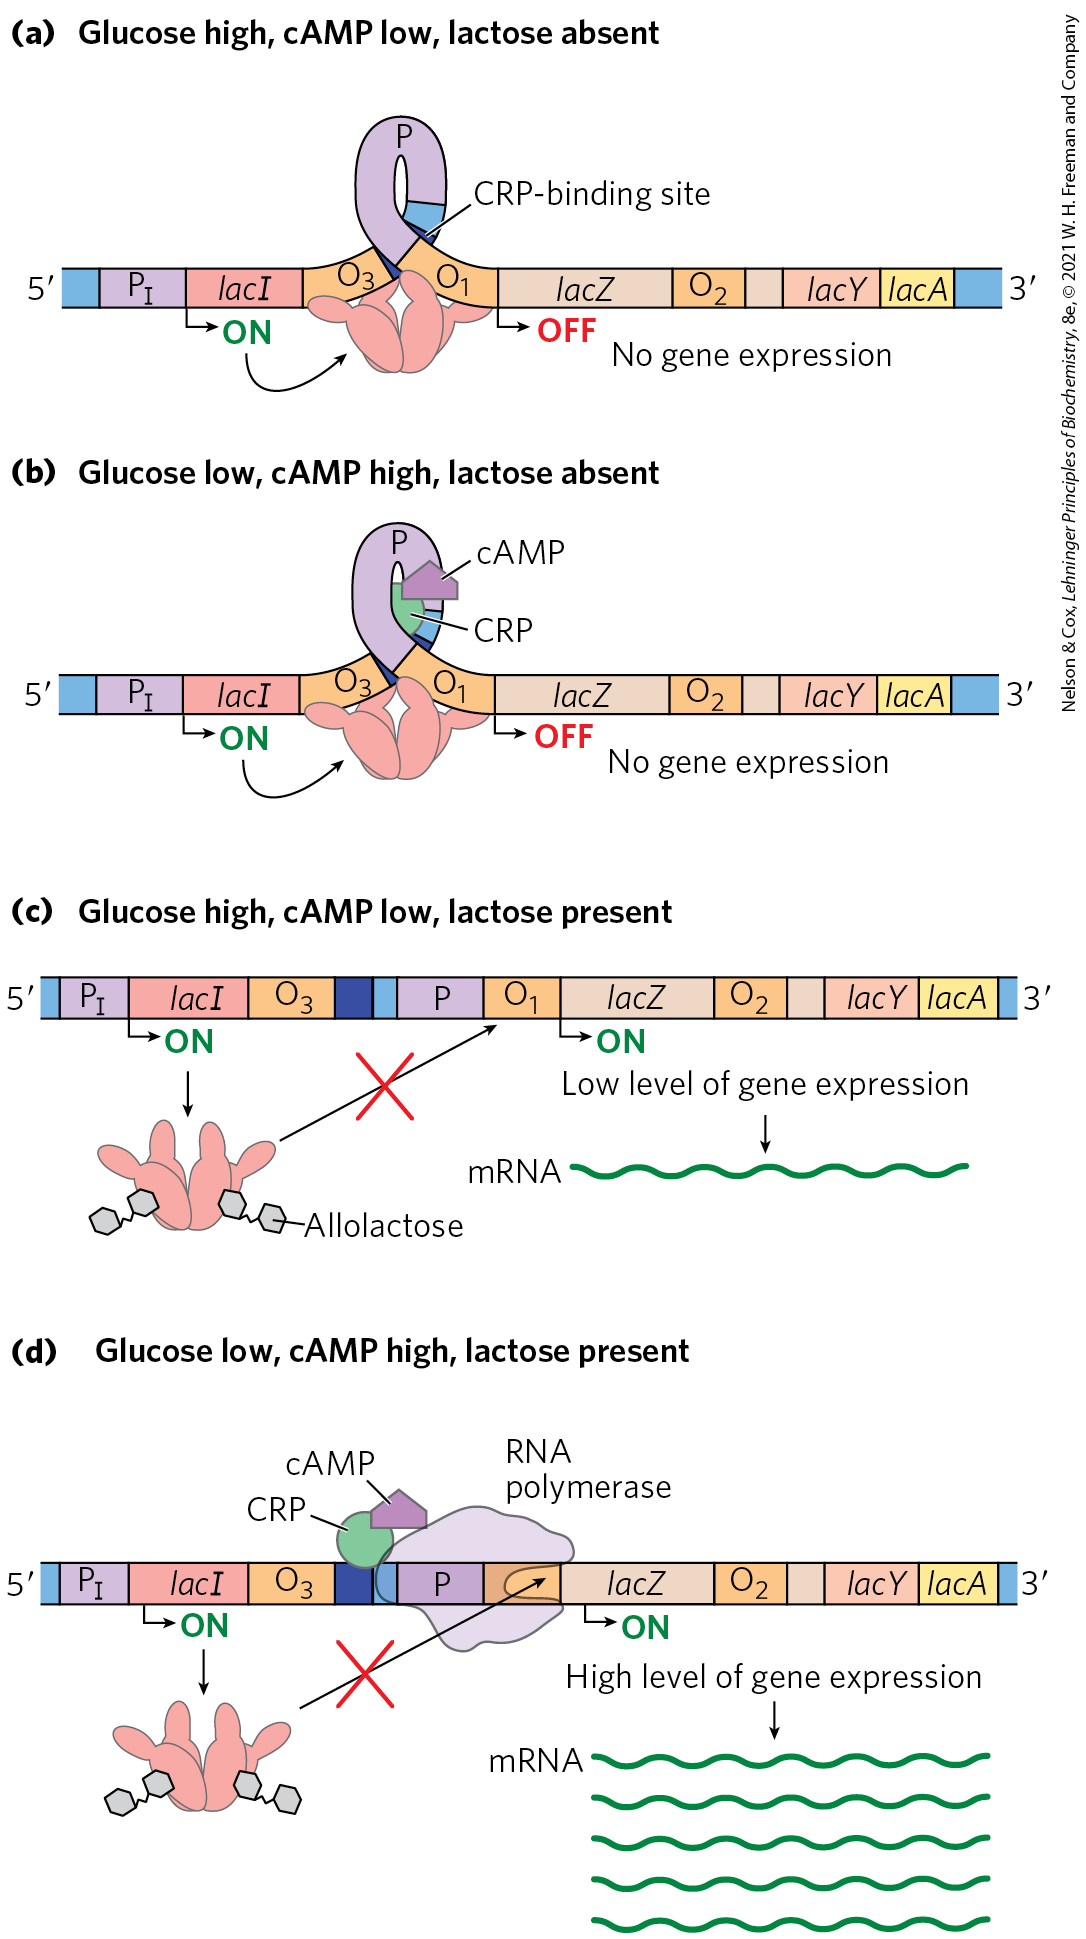 (a) Glucose high, cAMP low, lactose absent
P
CRP-binding site
5′ P_I lacI O_3 O_1 lacZ O_2 lacY lacA 3′
ON OFF
No gene expression
(b) Glucose low, cAMP high, lactose absent
P
cAMP
CRP
5′ P_I lacI O_3 O_1 lacZ O_2 lacY lacA 3′
ON OFF
No gene expression
(c) Glucose high, cAMP low, lactose present
5′ P_I lacI O_3 P O_1 lacZ O_2 lacY lacA 3′
ON ON
Low level of gene expression
mRNA
Allolactose
(d) Glucose low, cAMP high, lactose present
RNA
polymerase
cAMP
CRP
5′ P_I lacI O_3 P lacZ O_2 lacY lacA 3′
ON ON
High level of gene expression
mRNA
Nelson & Cox, Lehninger Principles of Biochemistry, 8e, © 2021 W. H. Freeman and Company